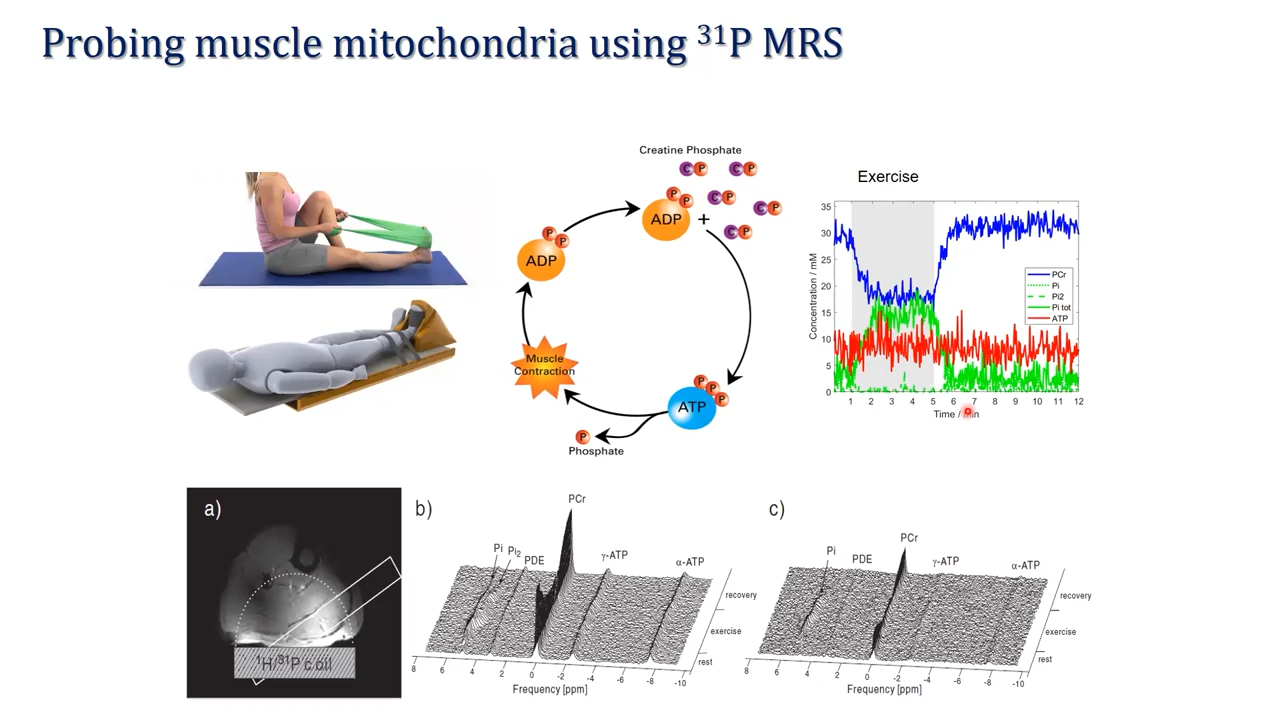 Probing muscle mitochondria using ³¹P MRS
Creatine Phosphate
C P
C P
P
P
C P
C P
C P
ADP
+
P
P
ADP
Muscle
Contraction
P
P
P
ATP
P
Phosphate
Exercise
Concentration / mM
35
30
25
20
15
10
5
0
PCr
Pi
Pi2
Pi tot
ATP
1 2 3 4 5 6 7 8 9 10 11 12
Time / min
a)
¹H/³¹P coil
b)
PCr
Pi
Pi₂
PDE
γ-ATP
α-ATP
recovery
exercise
rest
8 6 4 2 0 -2 -4 -6 -8 -10
Frequency [ppm]
c)
PCr
Pi
PDE
γ-ATP
α-ATP
recovery
exercise
rest
8 6 4 2 0 -2 -4 -6 -8 -10
Frequency [ppm]